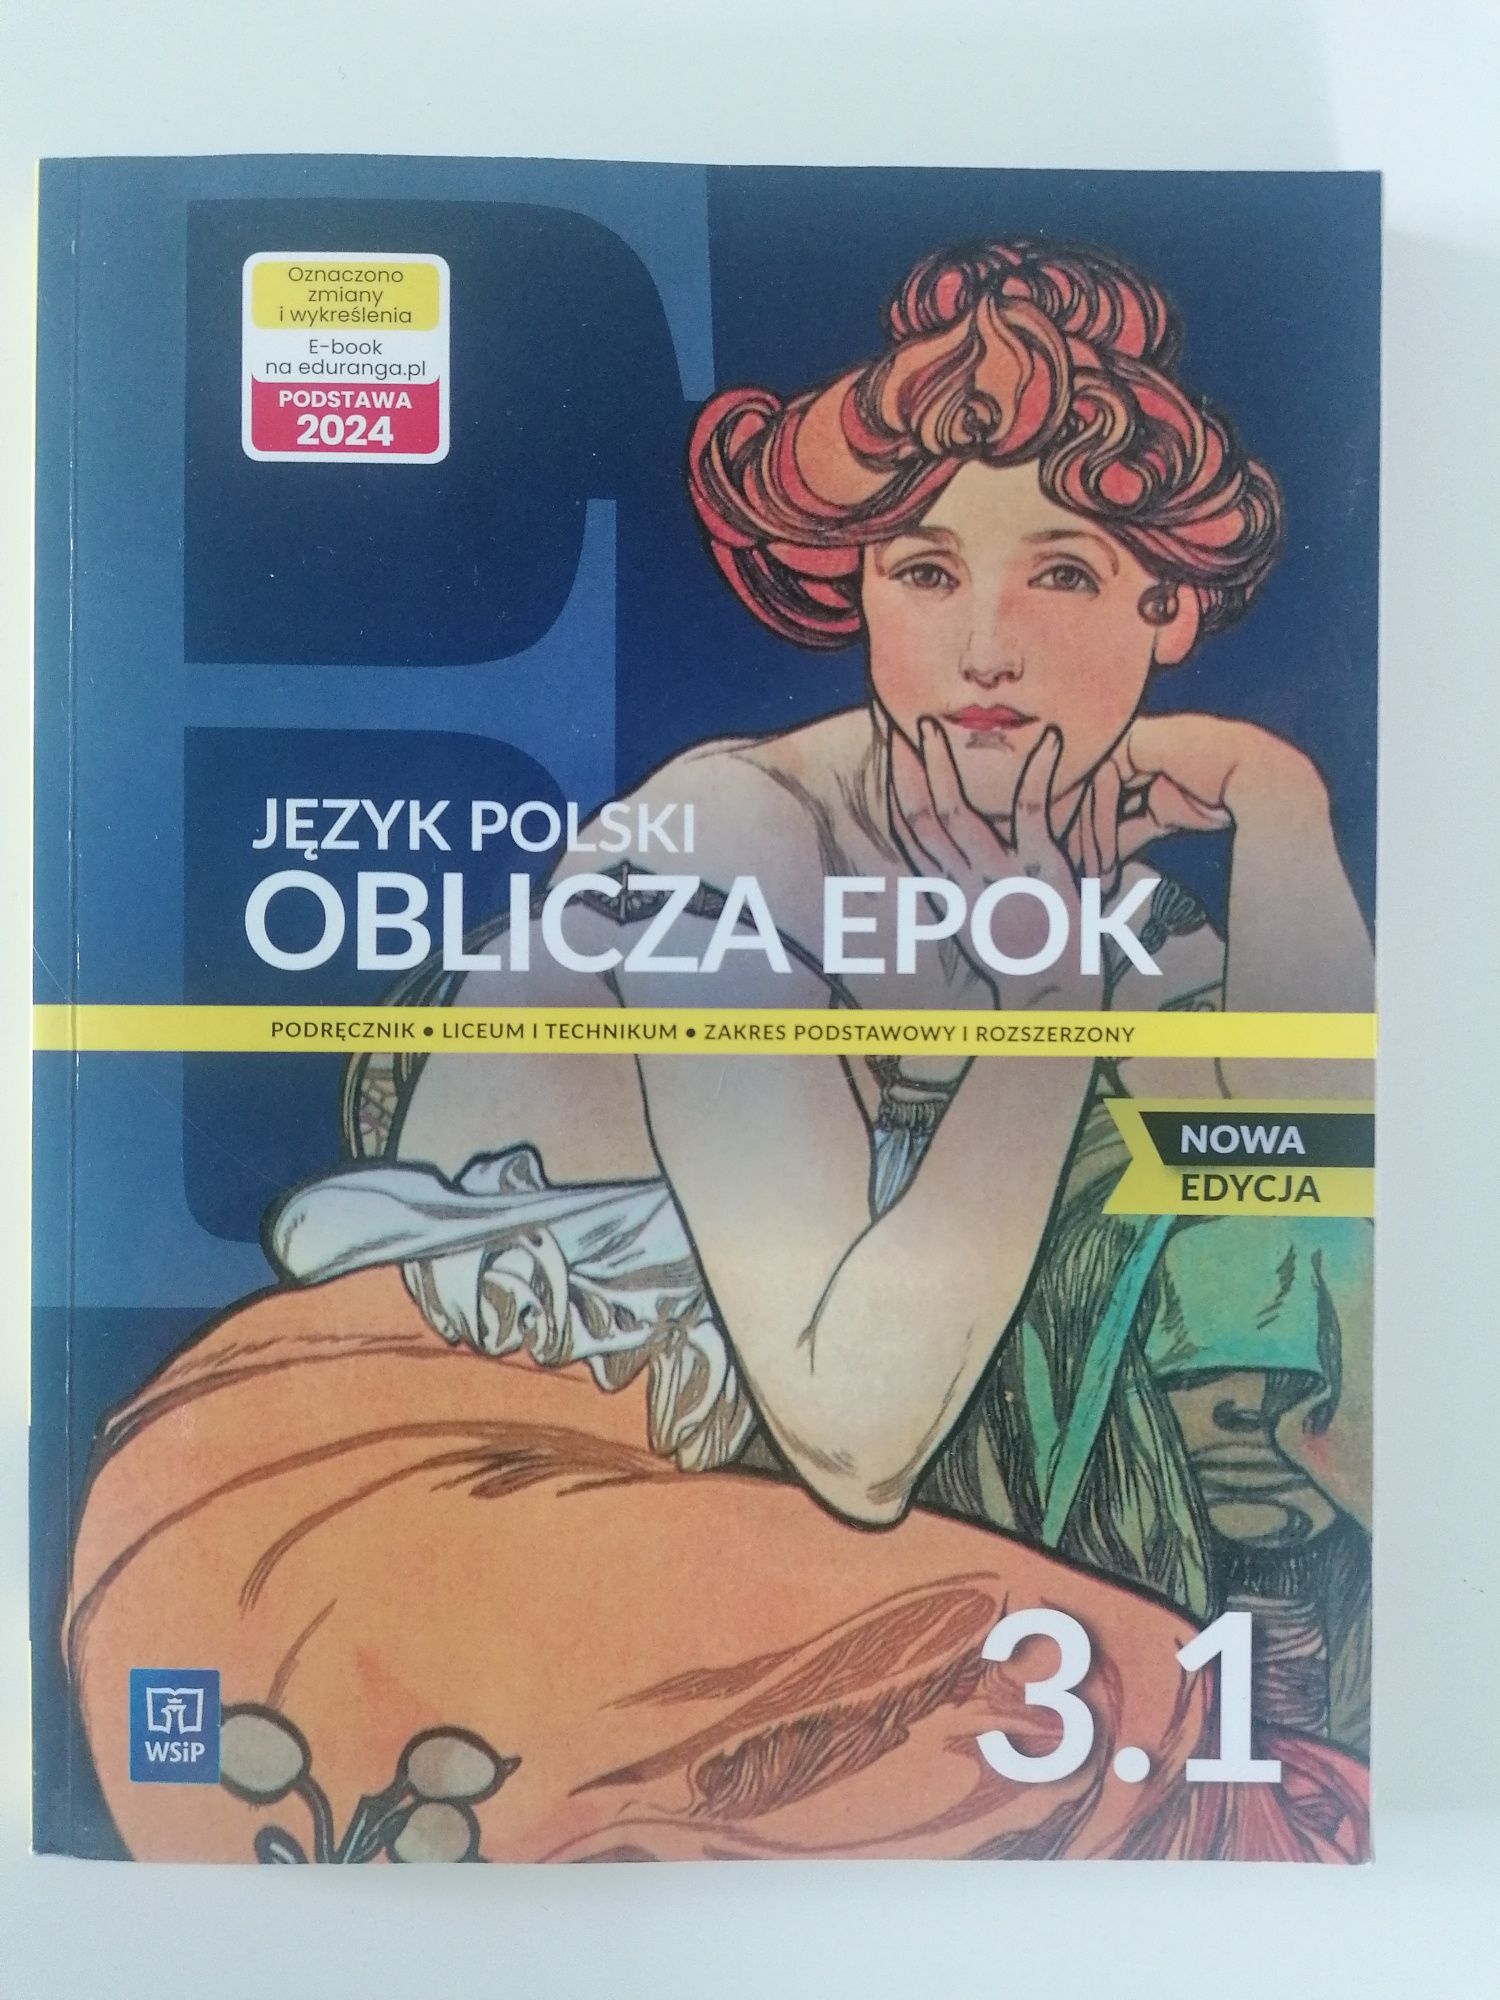 Oznaczono
zmiany
i wykreślenia
E-book
na eduranga.pl
PODSTAWA
2024
JĘZYK POLSKI
OBLICZA EPOK
PODRĘCZNIK • LICEUM I TECHNIKUM • ZAKRES PODSTAWOWY I ROZSZERZONY
NOWA
EDYCJA
3.1
WSiP